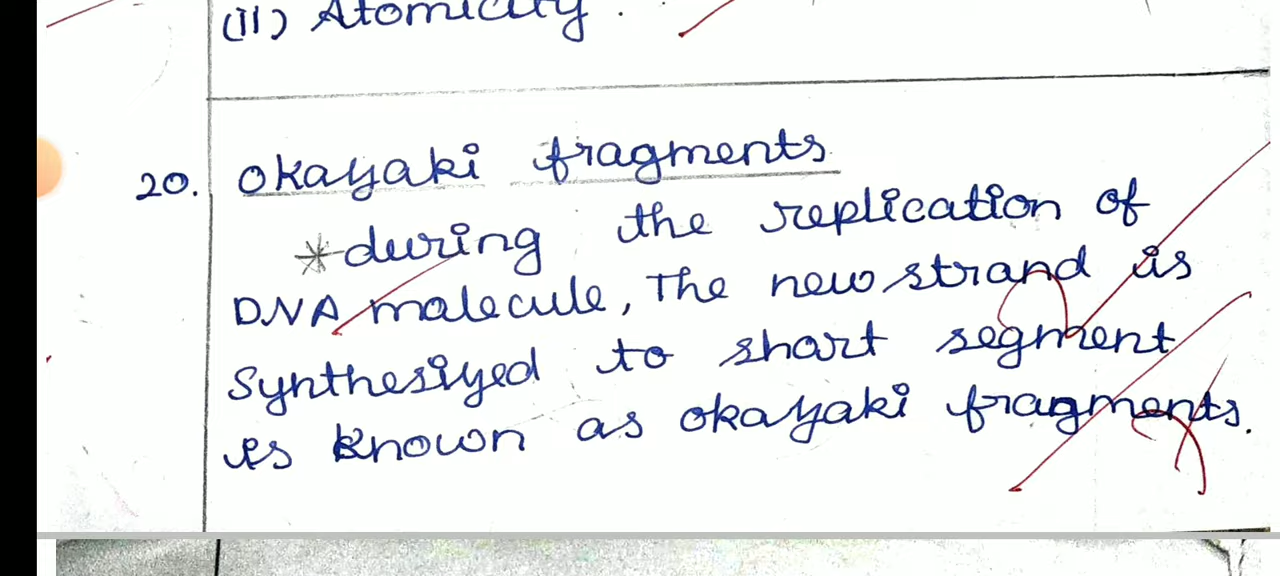 (ii) Atomicity.
20. Okayaki fragments
*during the replication of
DNA molecule, The new strand is
Synthesiyed to short segment
is known as okayaki fragments.